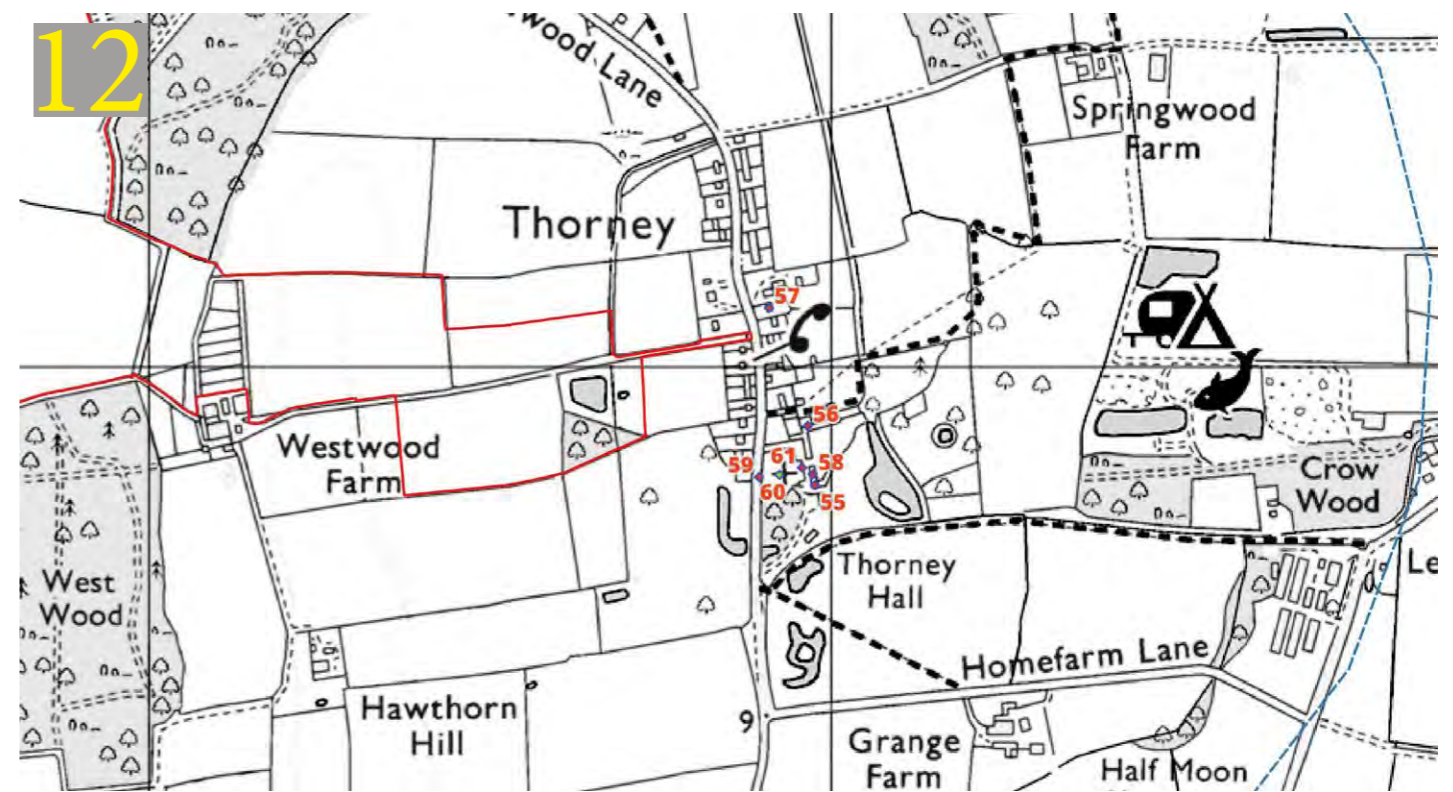 12
wood Lane
Springwood
Farm
Thorney
57
56
Westwood
Farm
59
61
58
60
55
Crow
Wood
West
Wood
Thorney
Hall
Le
Homefarm Lane
Hawthorn
Hill
9
Grange
Farm
Half Moon